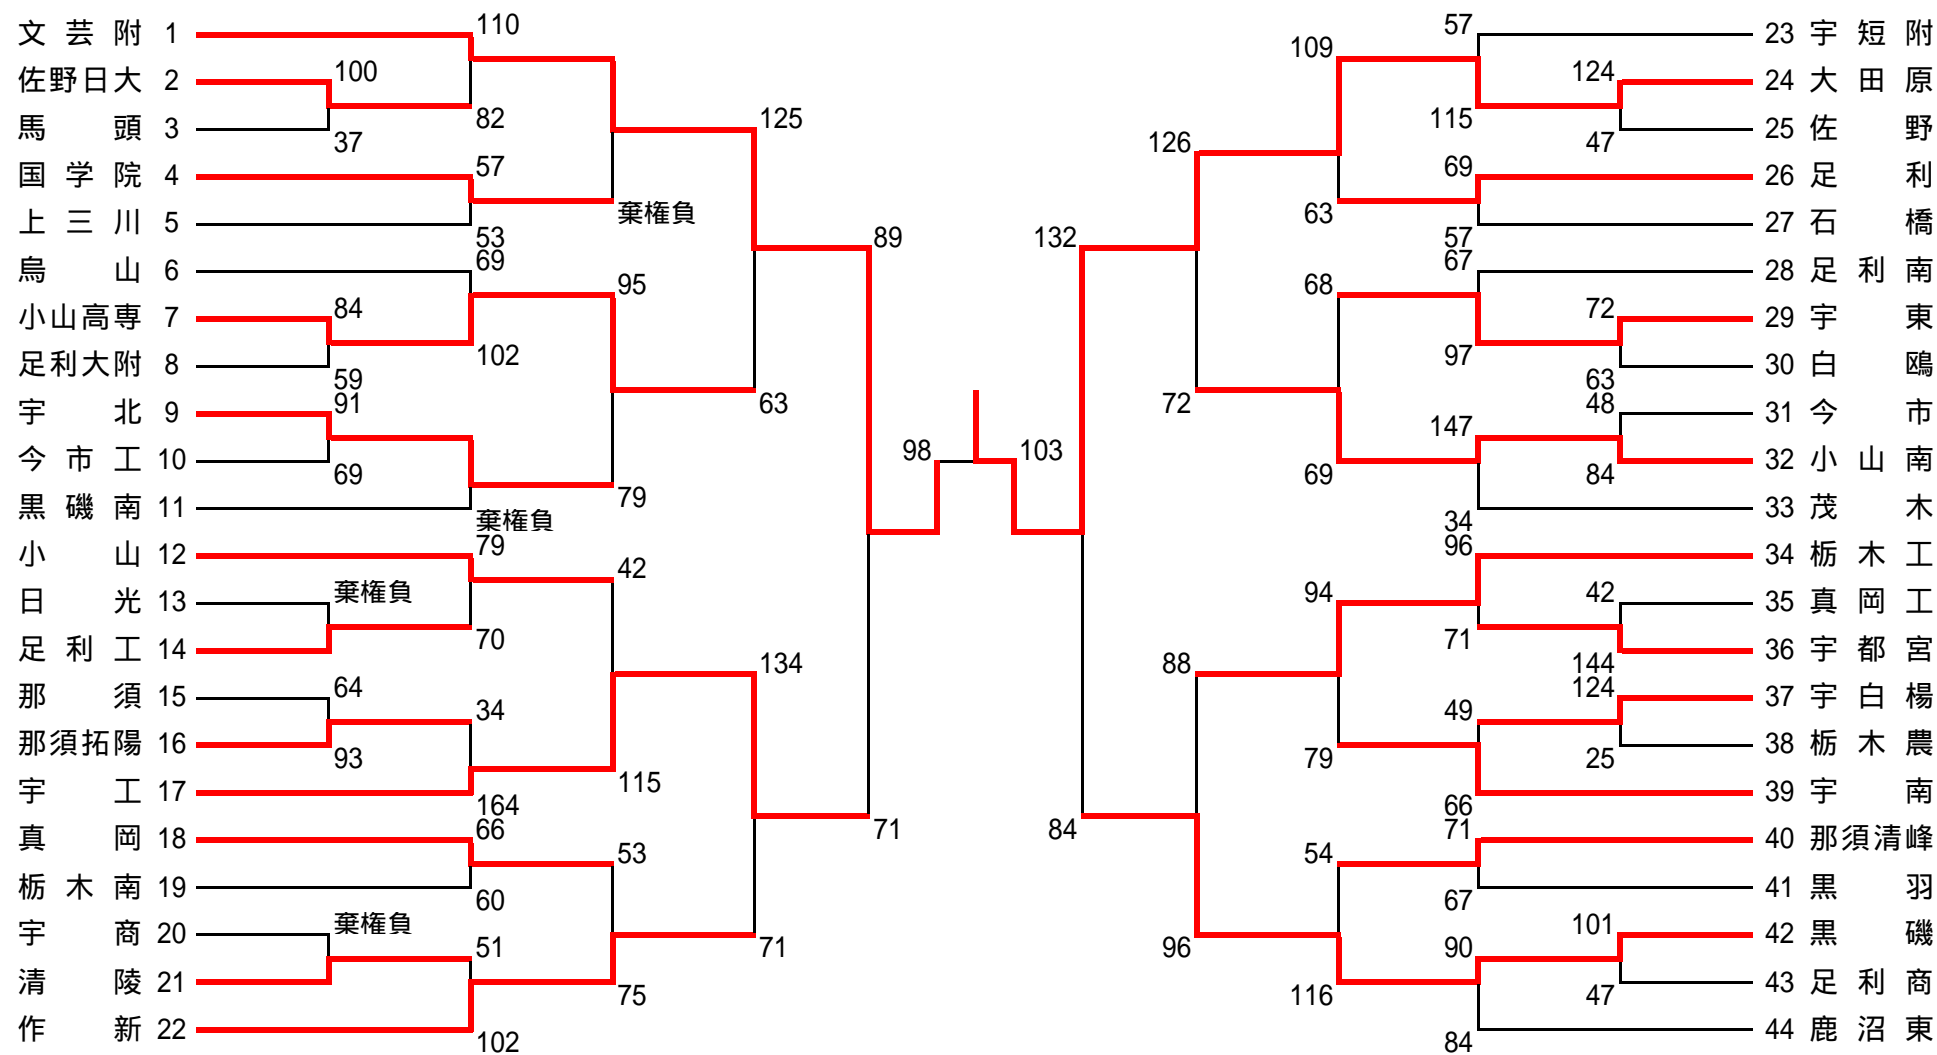 文芸附 1
佐野日大 2
馬頭 3
国学院 4
上三川 5
烏山 6
小山高専 7
足利大附 8
宇北 9
今市工 10
黒磯南 11
小山 12
日光 13
足利工 14
那須 15
那須拓陽 16
宇工 17
真岡 18
栃木南 19
宇商 20
清陵 21
作新 22
100
37
84
59
91
69
棄権負
64
93
棄権負
110
82
57
53
69
102
棄権負
79
70
34
164
66
60
51
102
棄権負
95
79
42
115
53
75
125
63
134
71
89
71
98
103
132
84
126
72
88
96
109
63
68
69
94
79
54
116
57
115
69
57
67
97
147
34
96
71
49
66
71
67
90
84
124
47
72
63
48
84
42
144
124
25
101
47
23 宇短附
24 大田原
25 佐野
26 足利
27 石橋
28 足利南
29 宇東
30 白鴎
31 今市
32 小山南
33 茂木
34 栃木工
35 真岡工
36 宇都宮
37 宇白楊
38 栃木農
39 宇南
40 那須清峰
41 黒羽
42 黒磯
43 足利商
44 鹿沼東